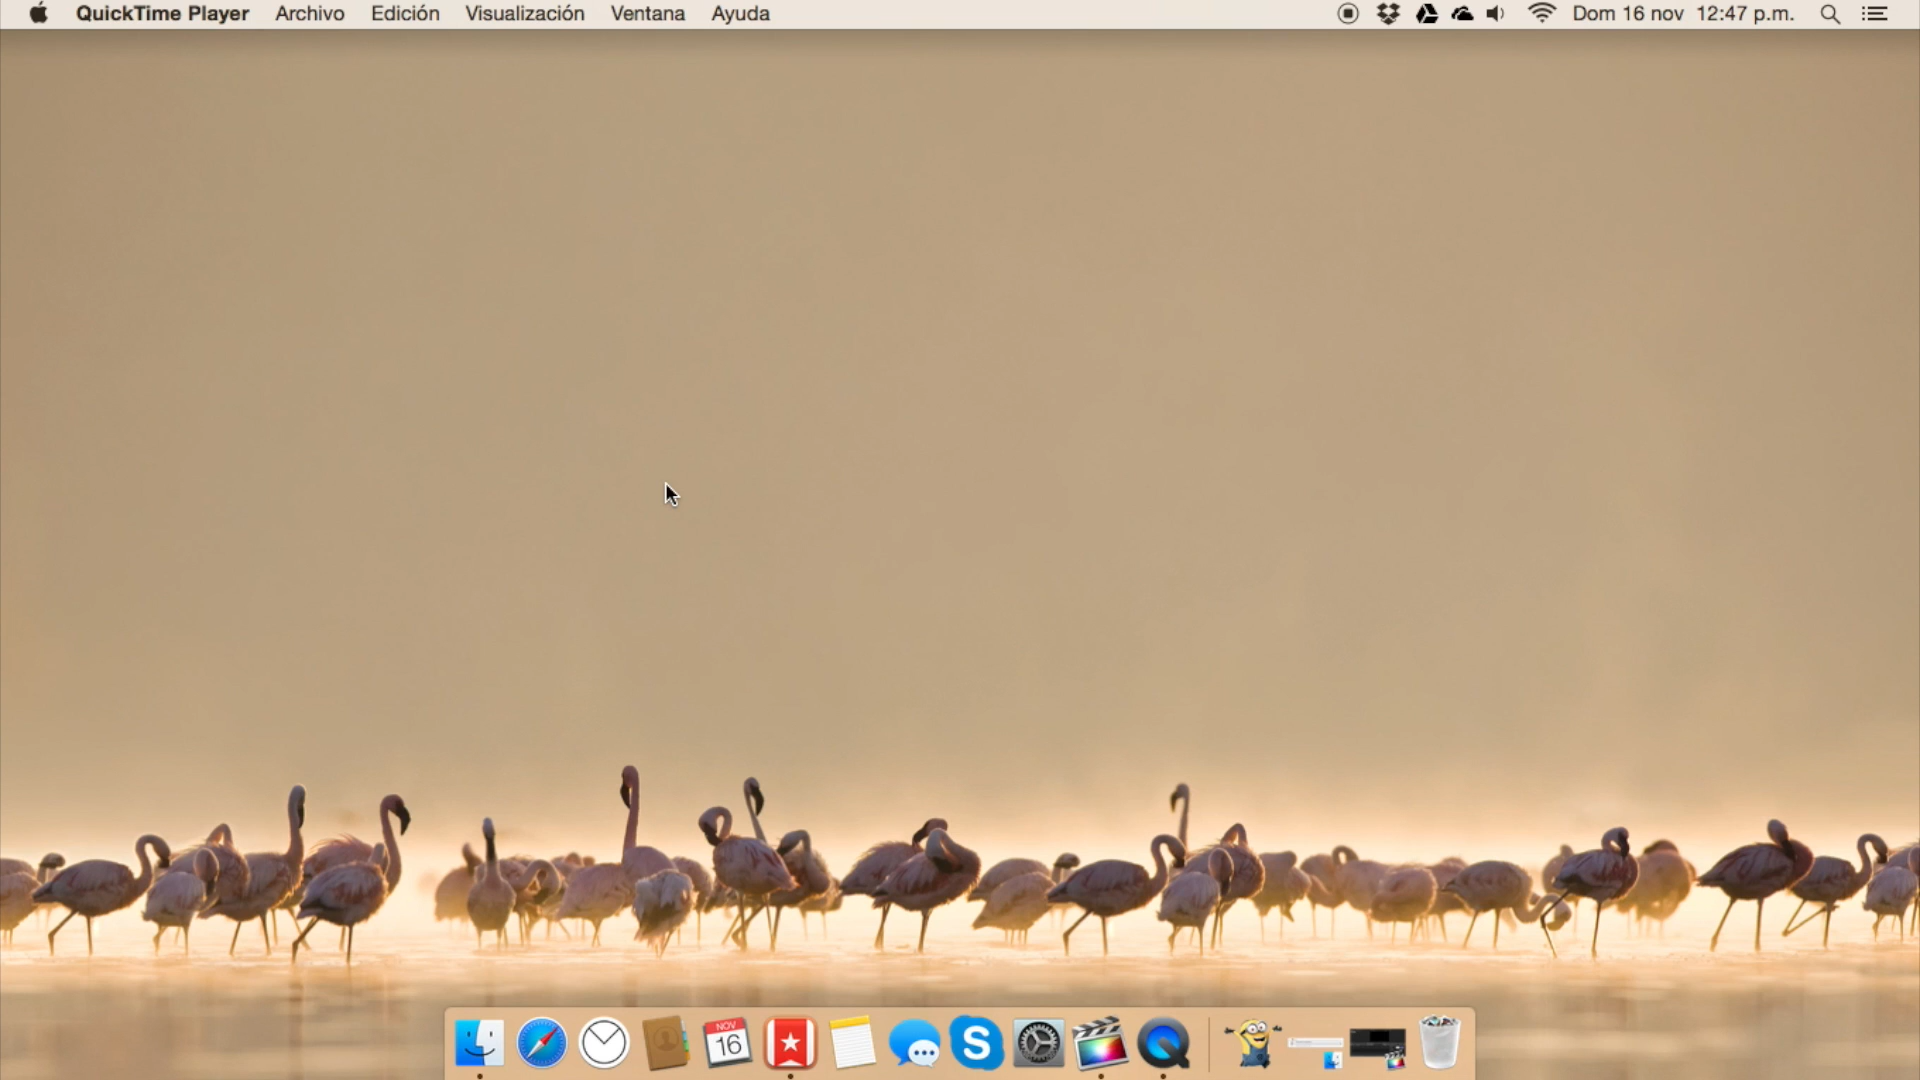 QuickTime Player Archivo Edición Visualización Ventana Ayuda Dom 16 nov 12:47 p.m.
NOV
16
S